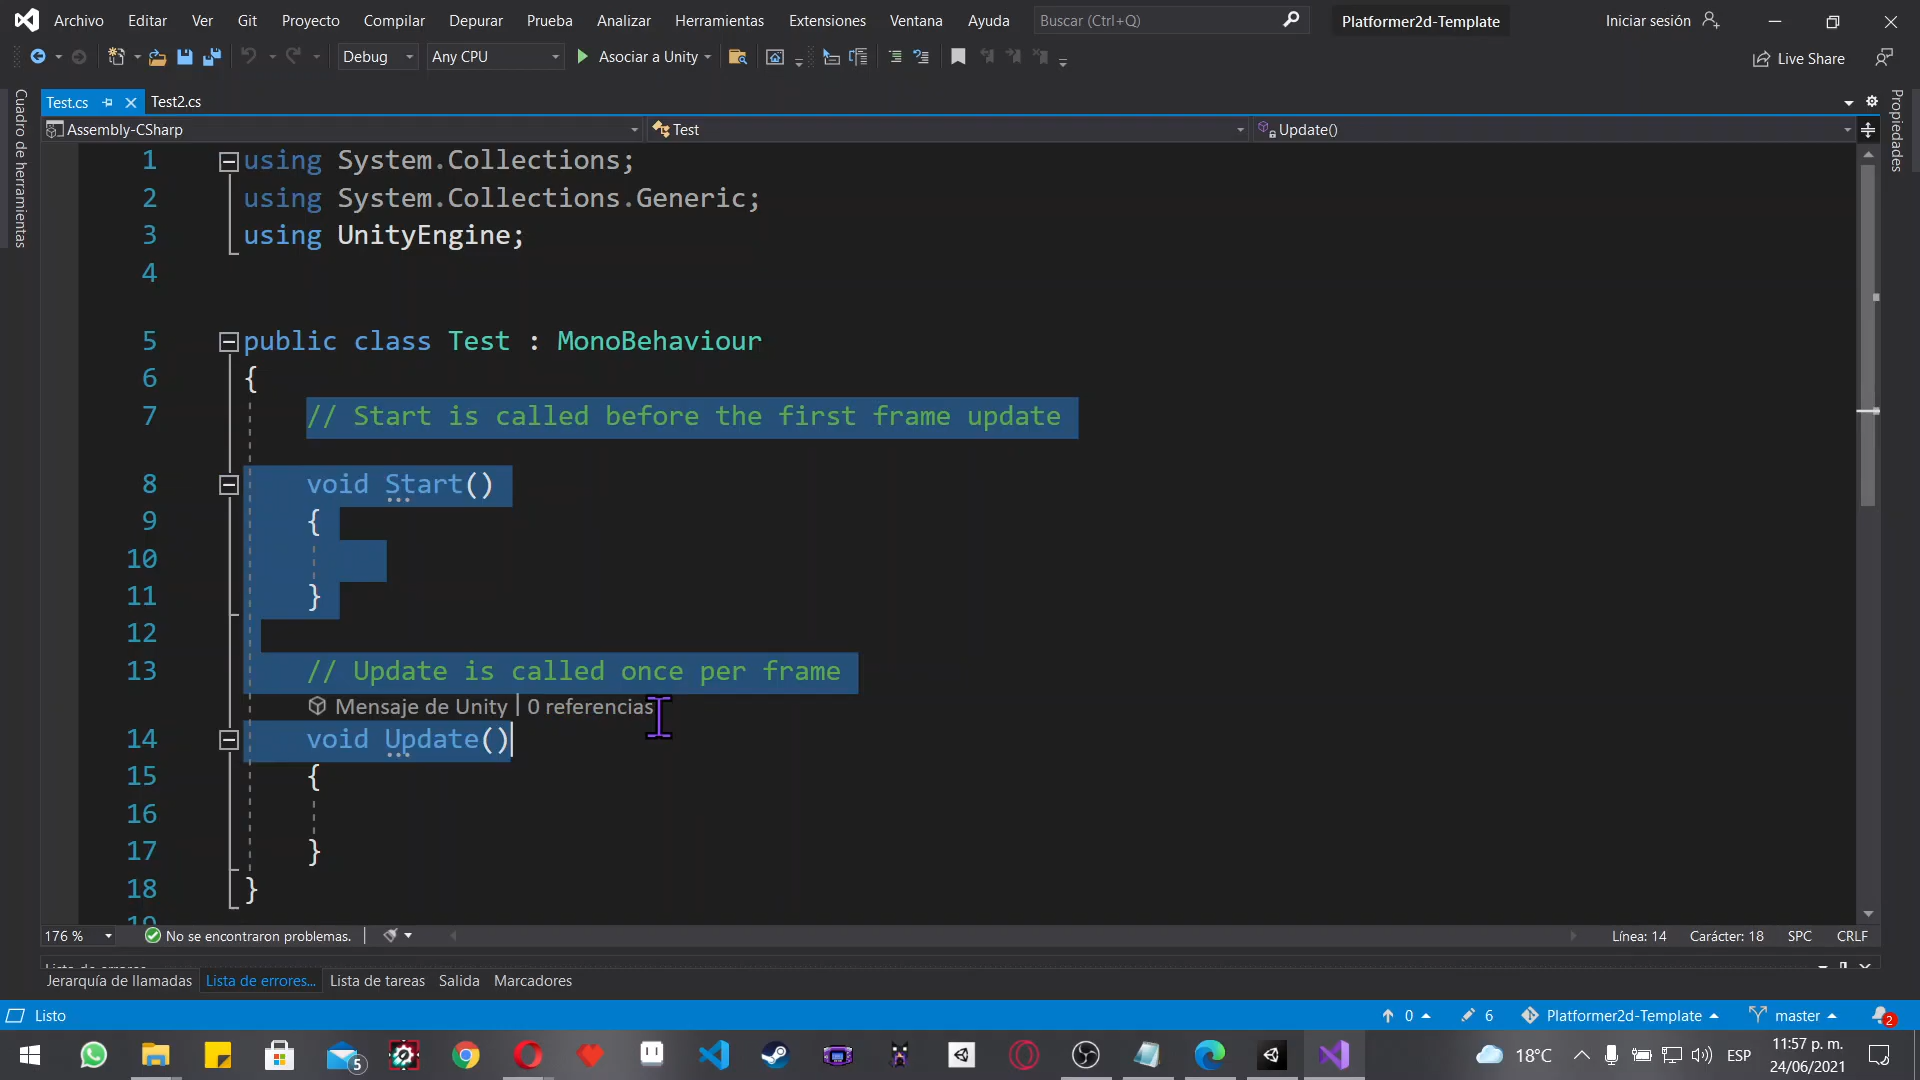 Archivo Editar Ver Git Proyecto Compilar Depurar Prueba Analizar Herramientas Extensiones Ventana Ayuda Buscar (Ctrl+Q) Platformer2d-Template Iniciar sesión
Debug Any CPU Asociar a Unity Live Share
Cuadro de herramientas
Test.cs Test2.cs
Propiedades
Assembly-CSharp Test Update()
1 using System.Collections;
2 using System.Collections.Generic;
3 using UnityEngine;
4
5 public class Test : MonoBehaviour
6 {
7 // Start is called before the first frame update
8 void Start()
9 {
10
11 }
12
13 // Update is called once per frame
Mensaje de Unity | 0 referencias
14 void Update()
15 {
16
17 }
18 }
19
176 % No se encontraron problemas. Línea: 14 Carácter: 18 SPC CRLF
Lista de errores
Jerarquía de llamadas Lista de errores... Lista de tareas Salida Marcadores
Listo 0 6 Platformer2d-Template master 2
5 18°C ESP 11:57 p. m.
24/06/2021